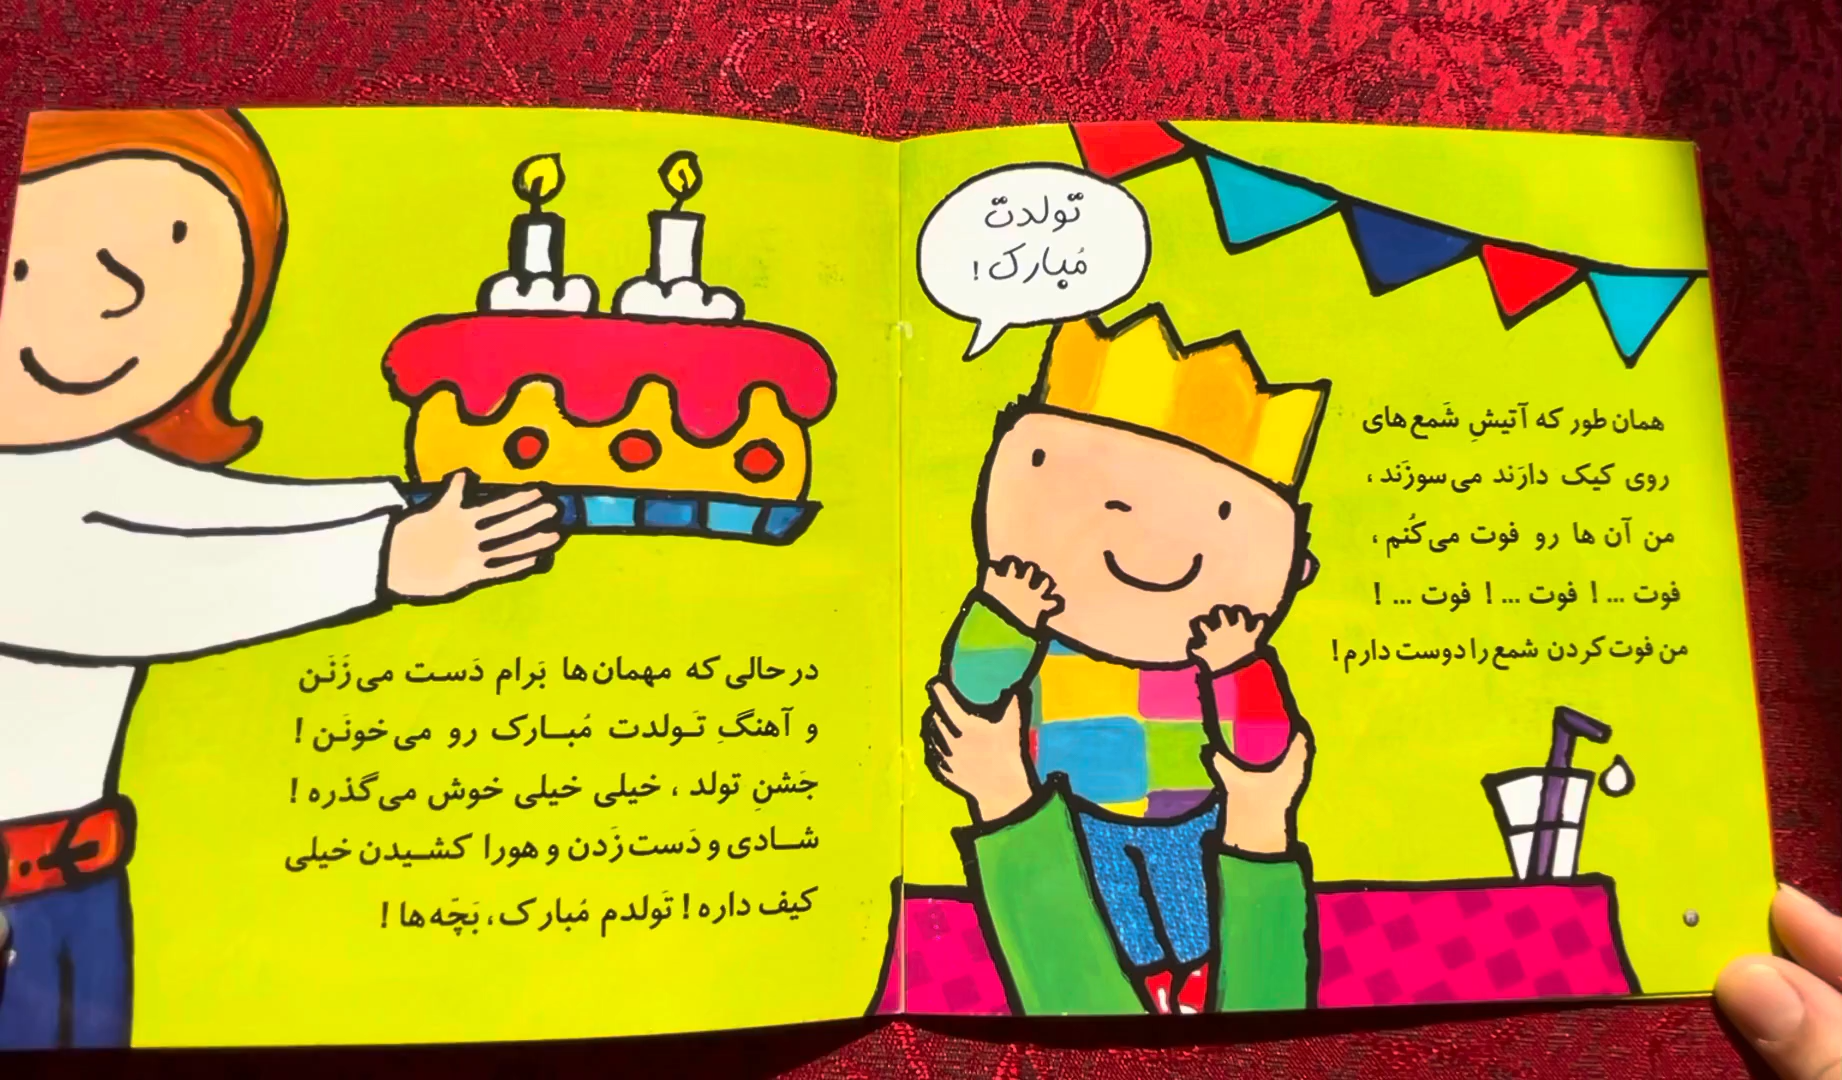 تولدت
مُبارک!
همان طور که آتیشِ شَمع‌های
روی کیک دارَند می‌سوزَند،
من آن ها رو فوت می‌کُنم،
فوت ...! فوت ...! فوت ...!
من فوت کردن شمع را دوست دارم!
در حالی که مهمان‌ها بَرام دَست می‌زَنَن
و آهنگِ تَولدت مُبارک رو می‌خونَن!
جَشنِ تولد، خیلی خیلی خوش می‌گذره!
شادی و دَست زَدن و هورا کشیدن خیلی
کیف داره! تَولدم مُبارک، بَچّه‌ها!